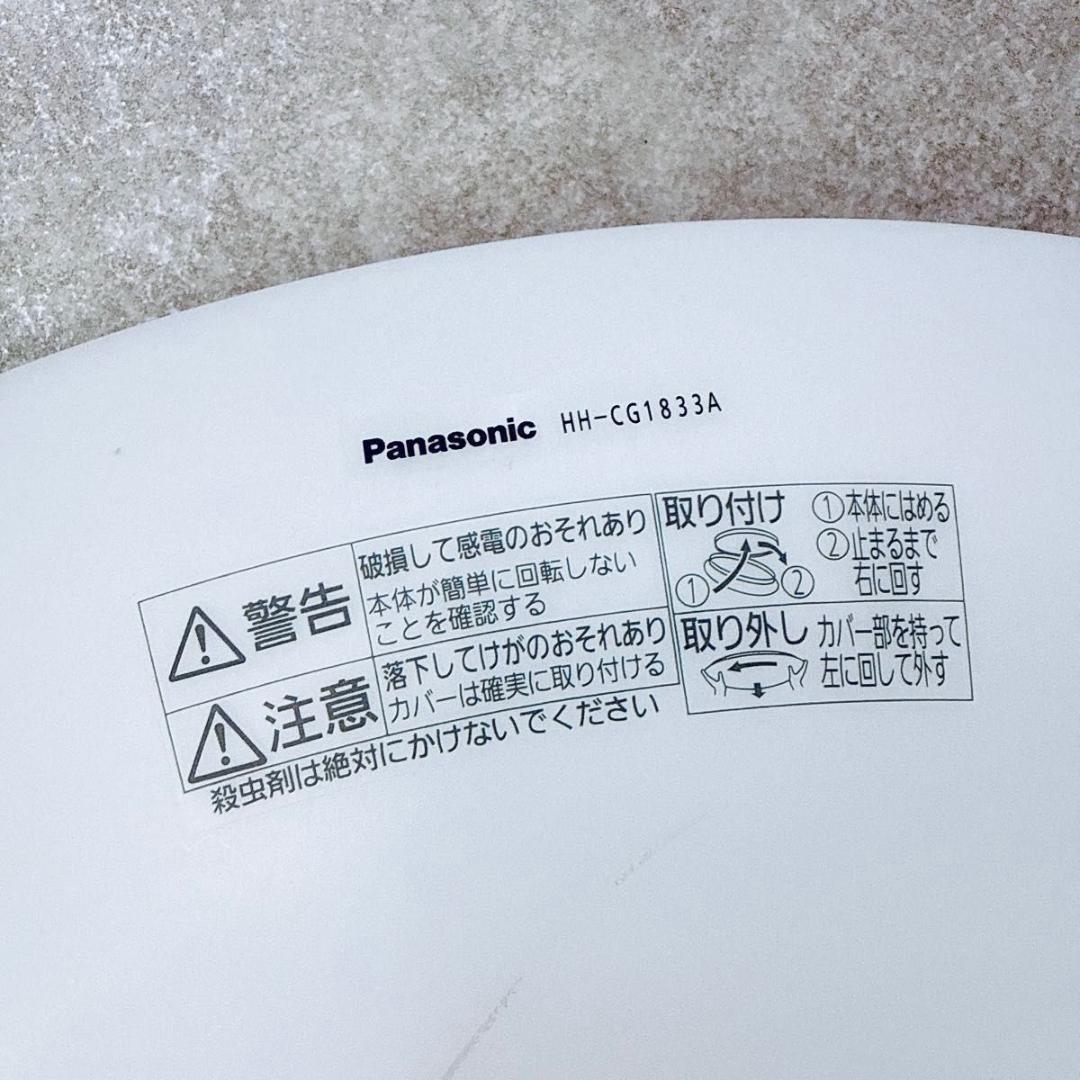 Panasonic HH-CG1833A
警告
破損して感電のおそれあり
本体が簡単に回転しない
ことを確認する
注意
落下してけがのおそれあり
カバーは確実に取り付ける
殺虫剤は絶対にかけないでください
取り付け
① ②
①本体にはめる
②止まるまで
右に回す
取り外し
カバー部を持って
左に回して外す